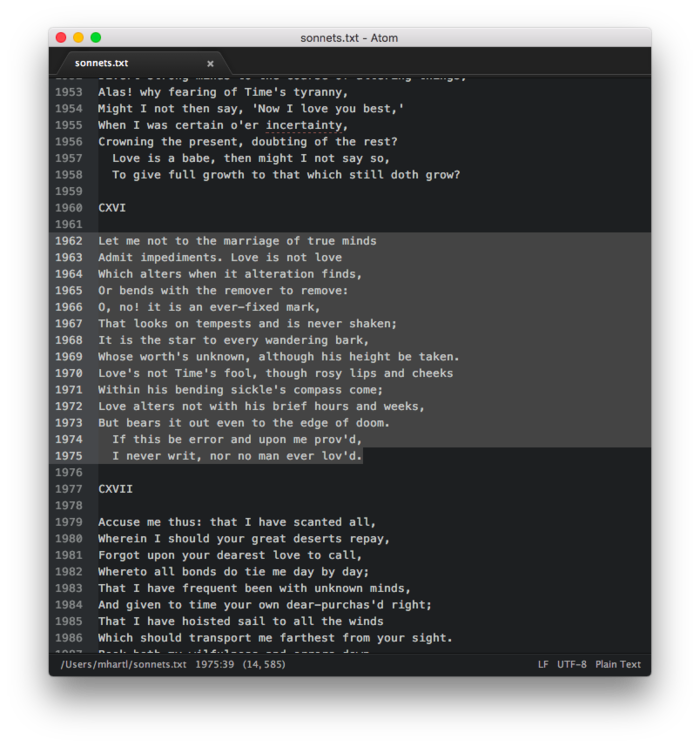 sonnets.txt - Atom
sonnets.txt ×
1953 Alas! why fearing of Time's tyranny,
1954 Might I not then say, 'Now I love you best,'
1955 When I was certain o'er incertainty,
1956 Crowning the present, doubting of the rest?
1957 Love is a babe, then might I not say so,
1958 To give full growth to that which still doth grow?
1959
1960 CXVI
1961
1962 Let me not to the marriage of true minds
1963 Admit impediments. Love is not love
1964 Which alters when it alteration finds,
1965 Or bends with the remover to remove:
1966 O, no! it is an ever-fixed mark,
1967 That looks on tempests and is never shaken;
1968 It is the star to every wandering bark,
1969 Whose worth's unknown, although his height be taken.
1970 Love's not Time's fool, though rosy lips and cheeks
1971 Within his bending sickle's compass come;
1972 Love alters not with his brief hours and weeks,
1973 But bears it out even to the edge of doom.
1974 If this be error and upon me prov'd,
1975 I never writ, nor no man ever lov'd.
1976
1977 CXVII
1978
1979 Accuse me thus: that I have scanted all,
1980 Wherein I should your great deserts repay,
1981 Forgot upon your dearest love to call,
1982 Whereto all bonds do tie me day by day;
1983 That I have frequent been with unknown minds,
1984 And given to time your own dear-purchas'd right;
1985 That I have hoisted sail to all the winds
1986 Which should transport me farthest from your sight.
/Users/mhartl/sonnets.txt 1975:39 (14, 585) LF UTF-8 Plain Text